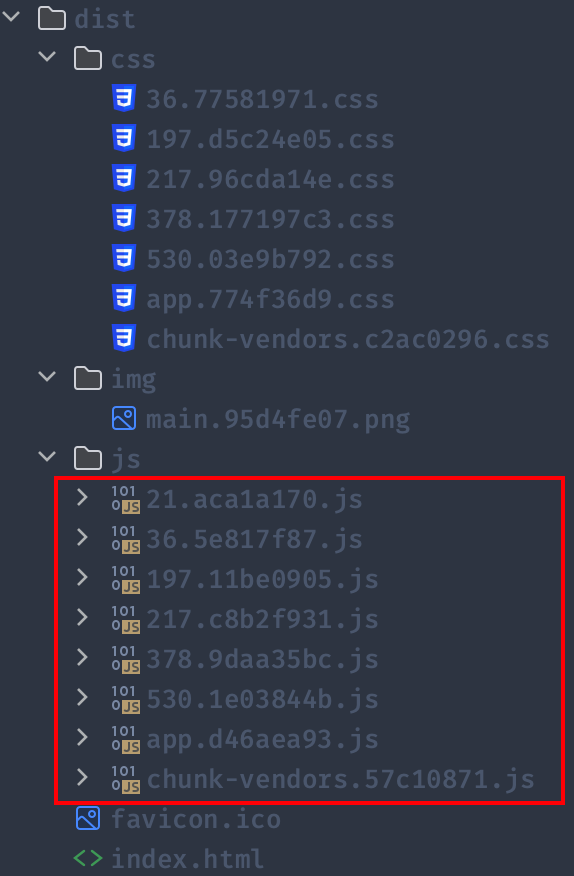 dist
css
36.77581971.css
197.d5c24e05.css
217.96cda14e.css
378.177197c3.css
530.03e9b792.css
app.774f36d9.css
chunk-vendors.c2ac0296.css
img
main.95d4fe07.png
js
21.aca1a170.js
36.5e817f87.js
197.11be0905.js
217.c8b2f931.js
378.9daa35bc.js
530.1e03844b.js
app.d46aea93.js
chunk-vendors.57c10871.js
favicon.ico
index.html